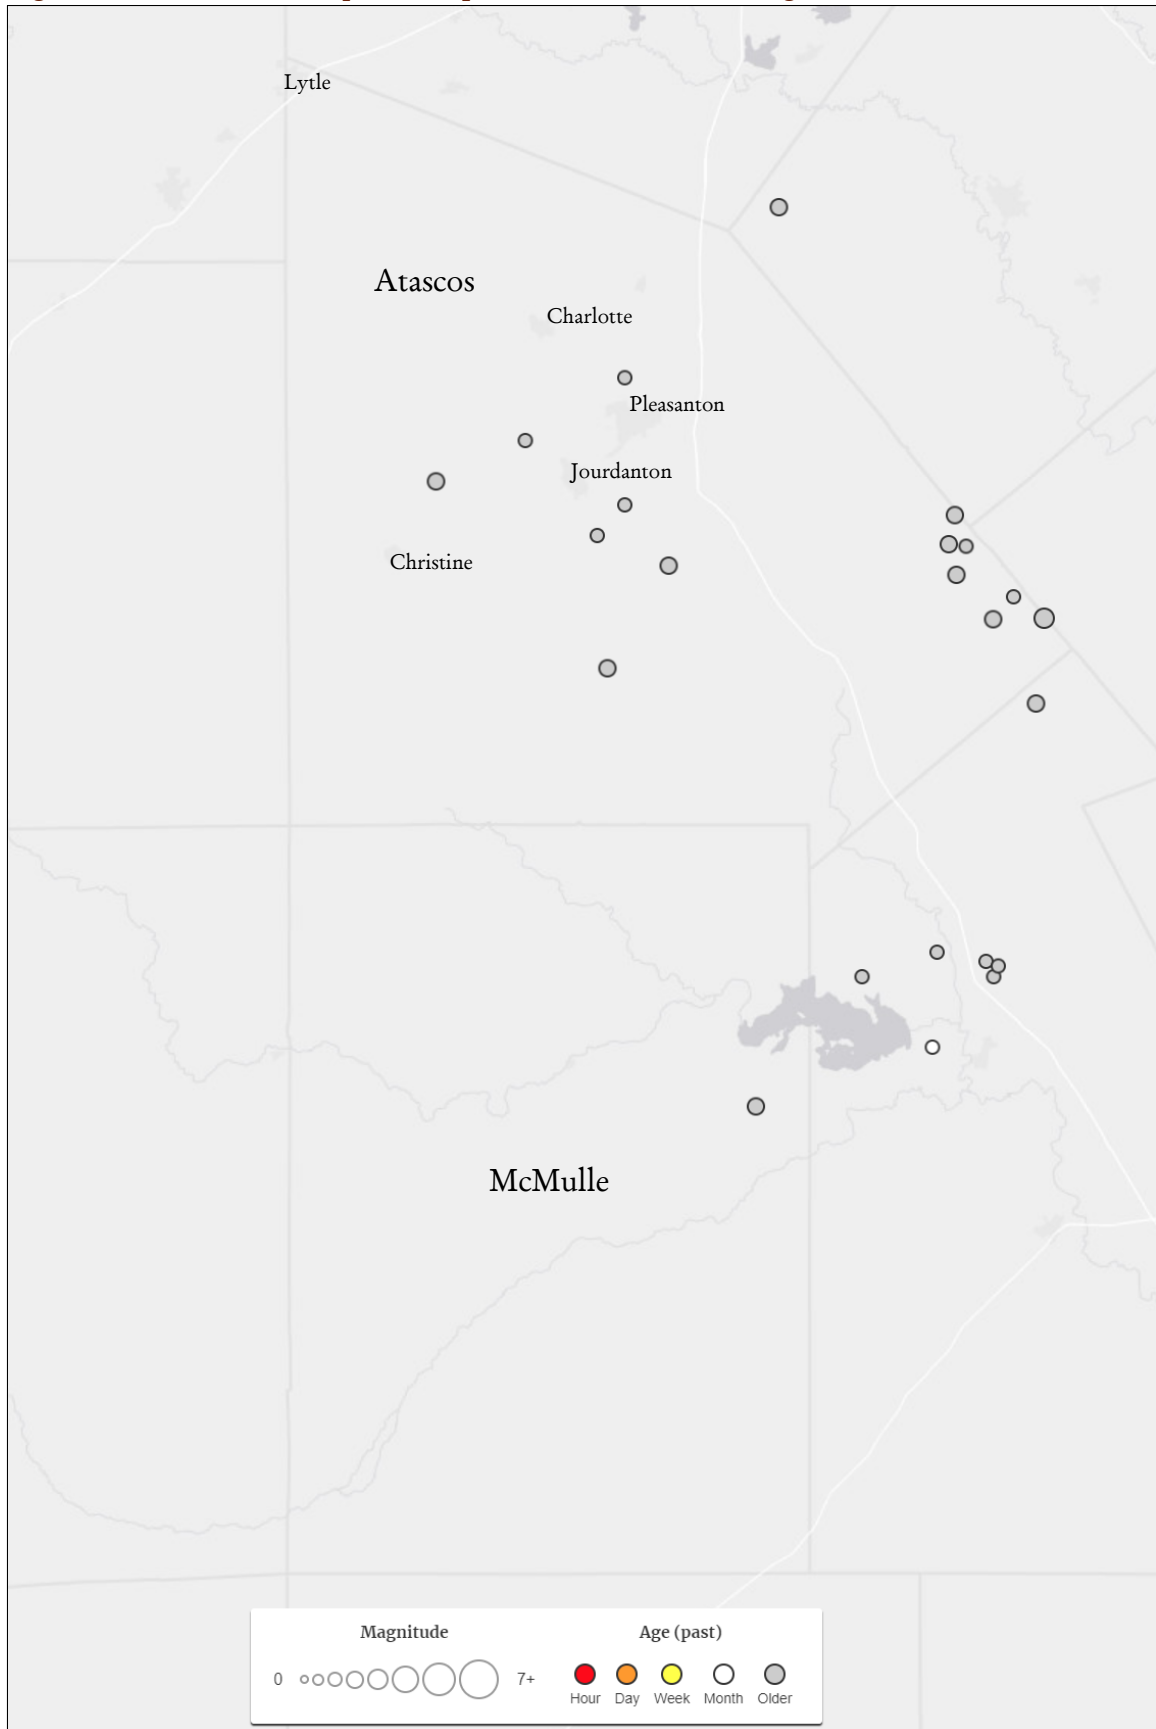 Lytle
Atascos
Charlotte
Pleasanton
Jourdanton
Christine
McMulle
Magnitude
Age (past)
0
7+
Hour
Day
Week
Month
Older